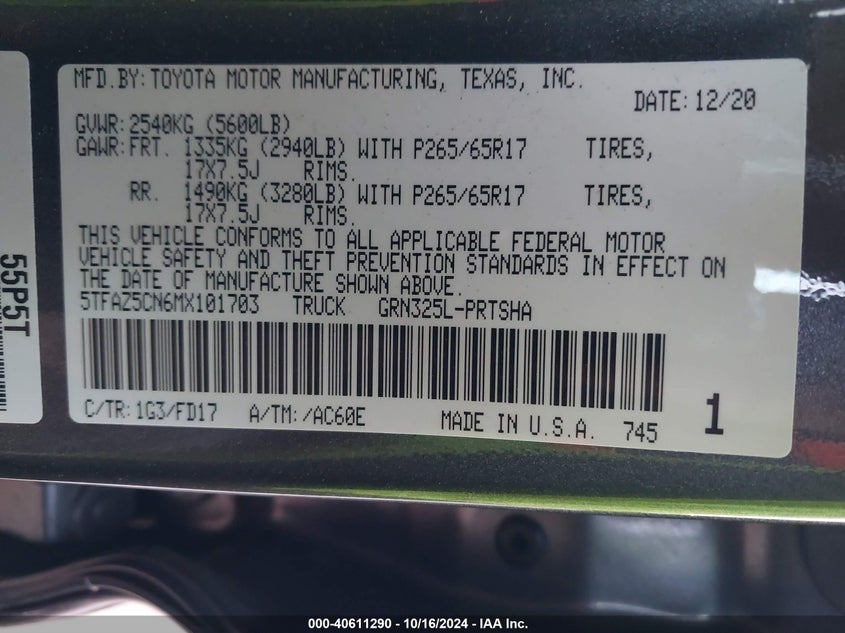 MFD.BY: TOYOTA MOTOR MANUFACTURING, TEXAS, INC.
DATE: 12/20
GVWR: 2540KG (5600LB)
GAWR: FRT. 1335KG (2940LB) WITH P265/65R17 TIRES,
17X7.5J RIMS.
RR. 1490KG (3280LB) WITH P265/65R17 TIRES,
17X7.5J RIMS.
THIS VEHICLE CONFORMS TO ALL APPLICABLE FEDERAL MOTOR
VEHICLE SAFETY AND THEFT PREVENTION STANDARDS IN EFFECT ON
THE DATE OF MANUFACTURE SHOWN ABOVE.
5TFAZ5CN6MX101703 TRUCK GRN325L-PRTSHA
C/TR: 1G3/FD17 A/TM: /AC60E MADE IN U.S.A. 745 1
55P5T
000-40611290 - 10/16/2024 - IAA Inc.